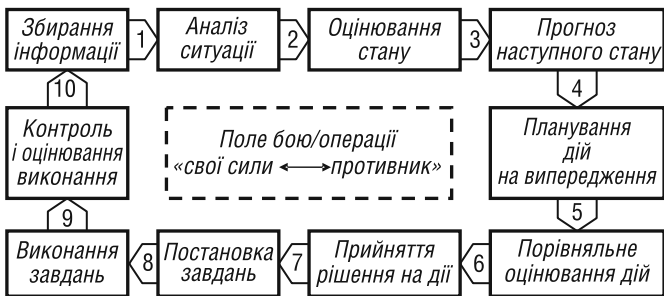 Збирання
інформації
1
Аналіз
ситуації
2
Оцінювання
стану
3
Прогноз
наступного стану
4
Планування
дій
на випередження
5
Порівняльне
оцінювання дій
6
Прийняття
рішення на дії
7
Постановка
завдань
8
Виконання
завдань
9
Контроль
і оцінювання
виконання
10
Поле бою/операції
«свої сили ⟷ противник»